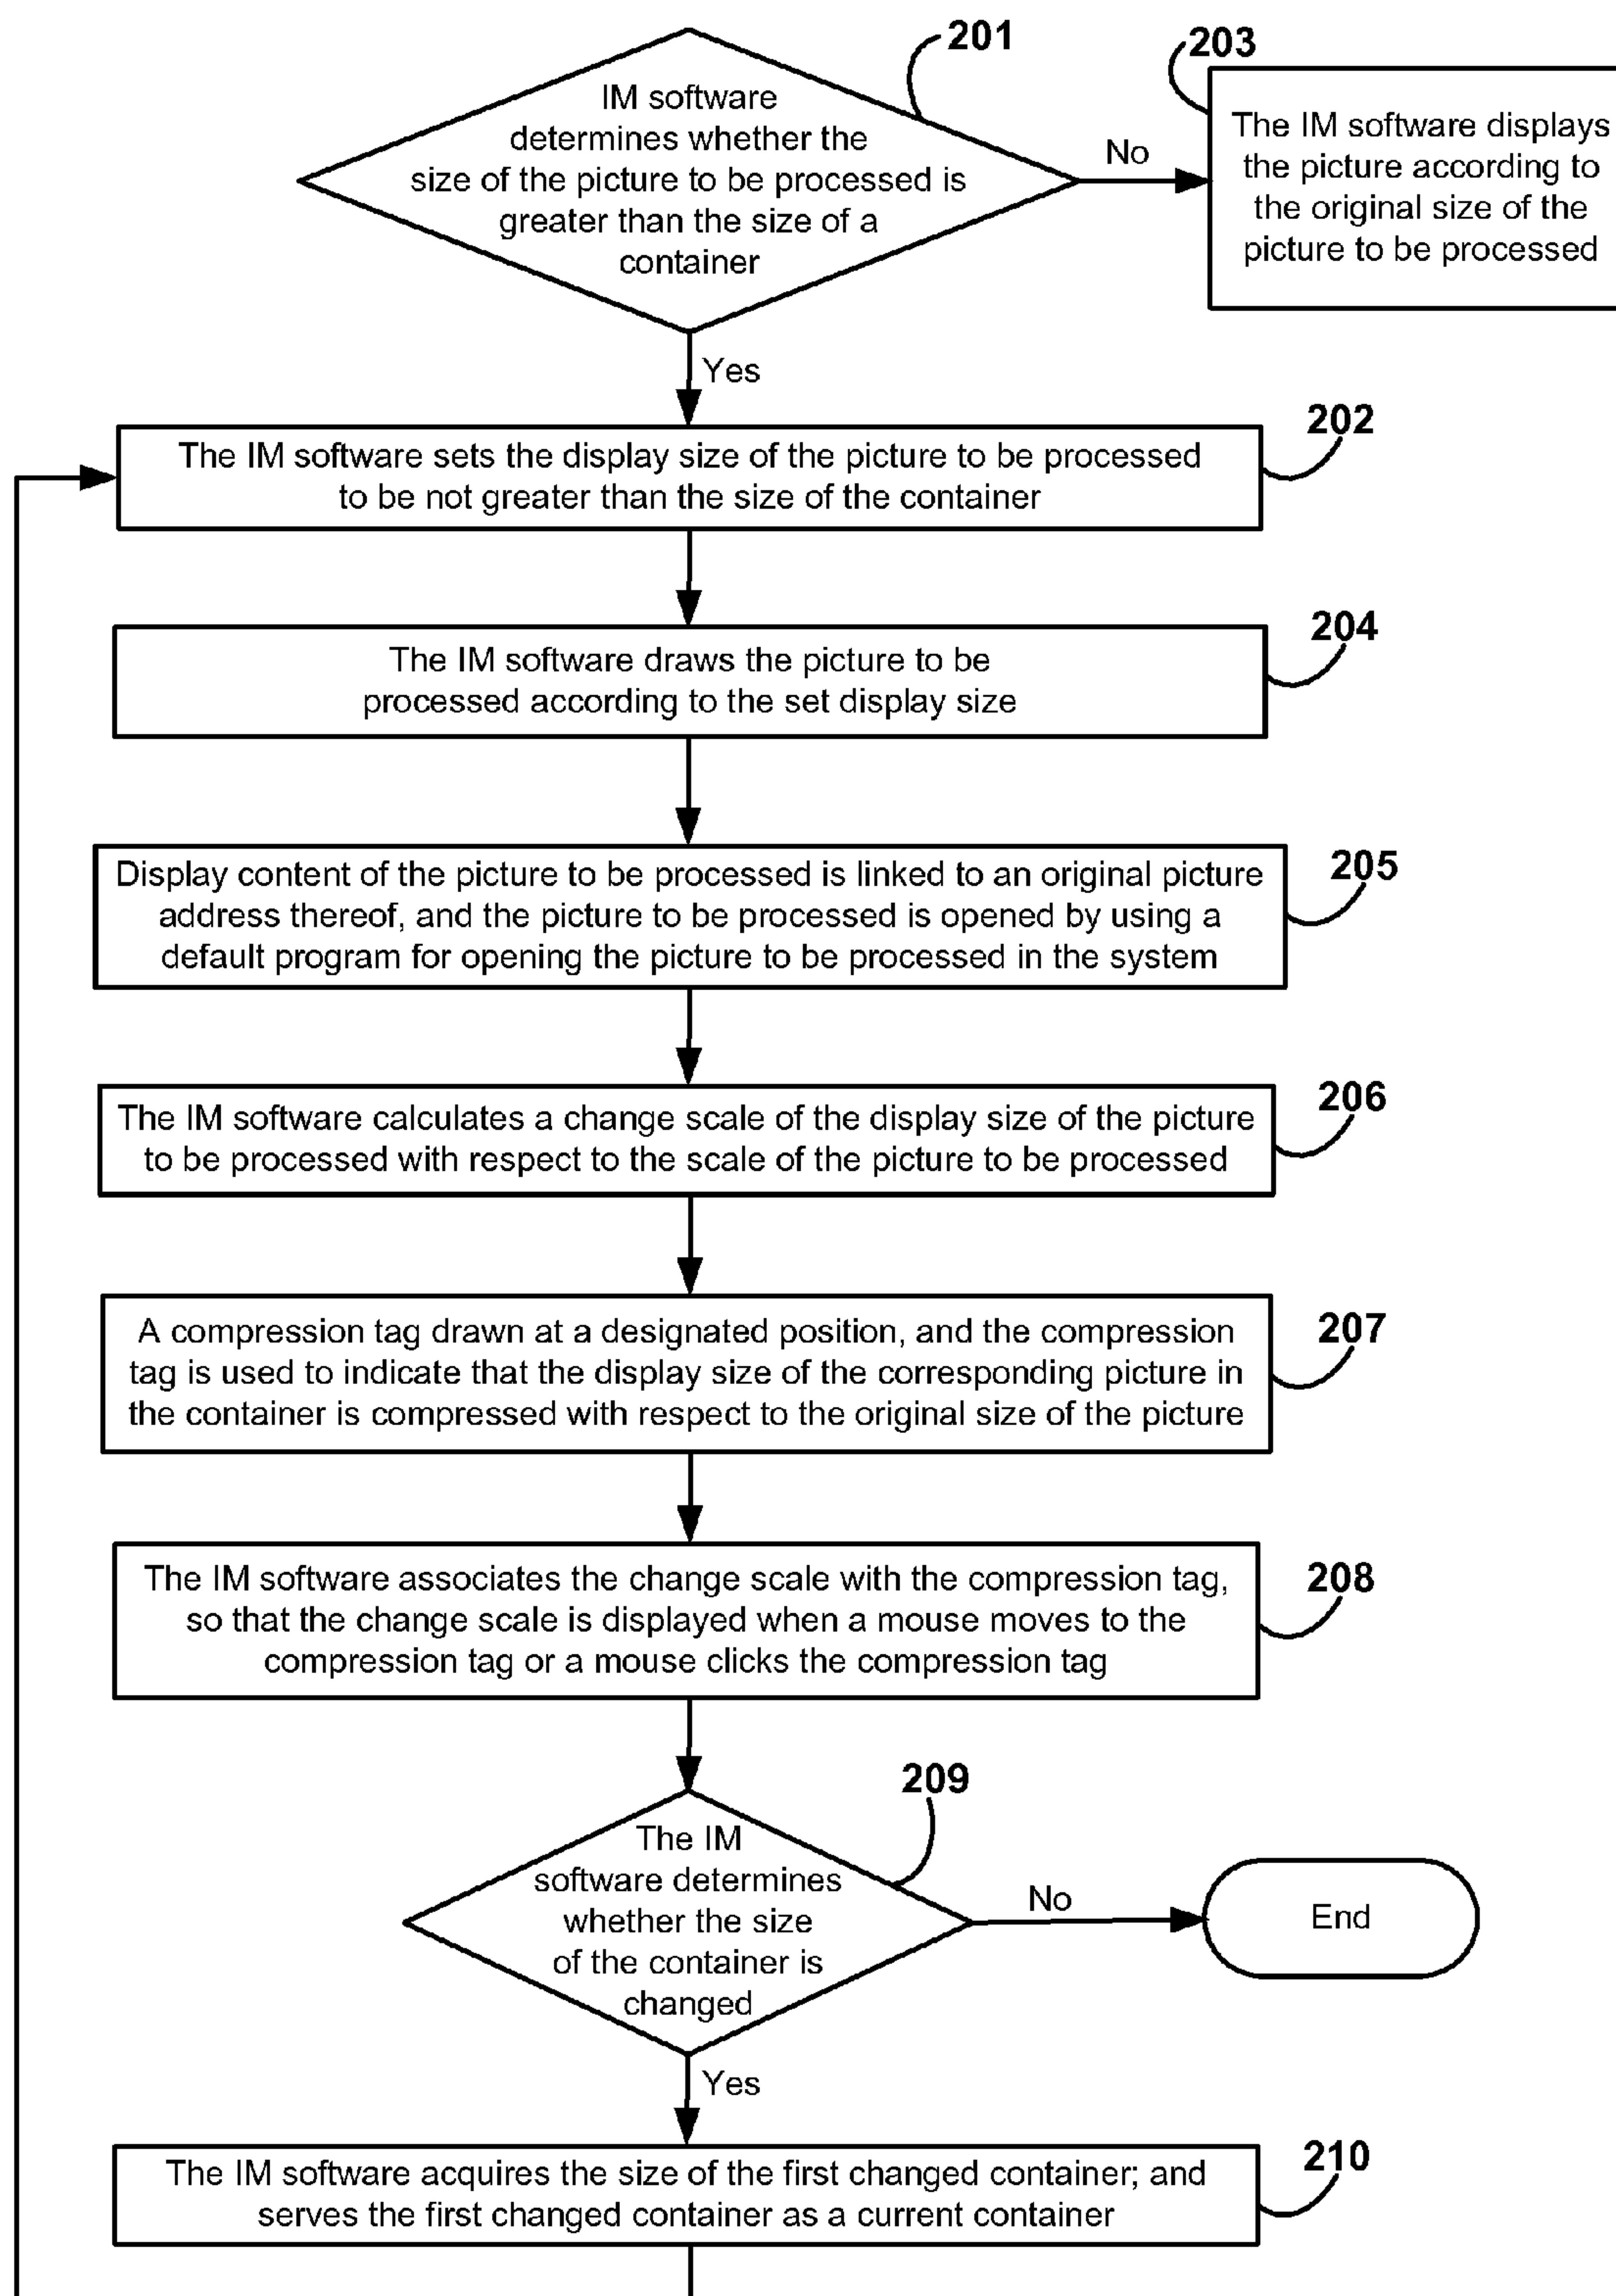 201
IM software
determines whether the
size of the picture to be processed is
greater than the size of a
container
No
203
The IM software displays
the picture according to
the original size of the
picture to be processed
Yes
202
The IM software sets the display size of the picture to be processed
to be not greater than the size of the container
204
The IM software draws the picture to be
processed according to the set display size
205
Display content of the picture to be processed is linked to an original picture
address thereof, and the picture to be processed is opened by using a
default program for opening the picture to be processed in the system
206
The IM software calculates a change scale of the display size of the picture
to be processed with respect to the scale of the picture to be processed
207
A compression tag drawn at a designated position, and the compression
tag is used to indicate that the display size of the corresponding picture in
the container is compressed with respect to the original size of the picture
208
The IM software associates the change scale with the compression tag,
so that the change scale is displayed when a mouse moves to the
compression tag or a mouse clicks the compression tag
209
The IM
software determines
whether the size
of the container is
changed
No
End
Yes
210
The IM software acquires the size of the first changed container; and
serves the first changed container as a current container